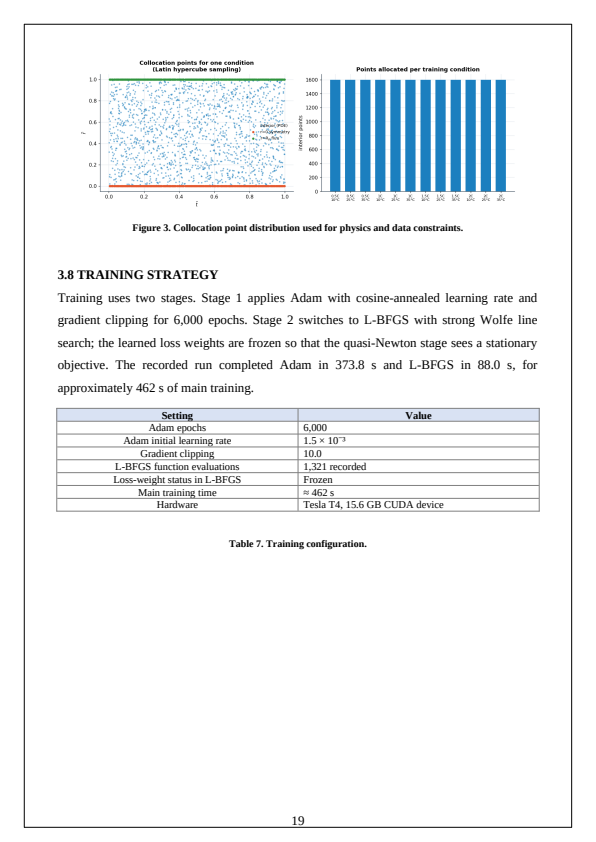 Collocation points for one condition
(Latin hypercube sampling)
1.0
0.8
0.6
0.4
0.2
0.0
0.0 0.2 0.4 0.6 0.8 1.0
Points allocated per training condition
1600
1400
1200
1000
800
600
400
200
0
interior points
Figure 3. Collocation point distribution used for physics and data constraints.
3.8 TRAINING STRATEGY
Training uses two stages. Stage 1 applies Adam with cosine-annealed learning rate and
gradient clipping for 6,000 epochs. Stage 2 switches to L-BFGS with strong Wolfe line
search; the learned loss weights are frozen so that the quasi-Newton stage sees a stationary
objective. The recorded run completed Adam in 373.8 s and L-BFGS in 88.0 s, for
approximately 462 s of main training.
Setting Value
Adam epochs 6,000
Adam initial learning rate 1.5 × 10⁻³
Gradient clipping 10.0
L-BFGS function evaluations 1,321 recorded
Loss-weight status in L-BFGS Frozen
Main training time ≈ 462 s
Hardware Tesla T4, 15.6 GB CUDA device
Table 7. Training configuration.
19